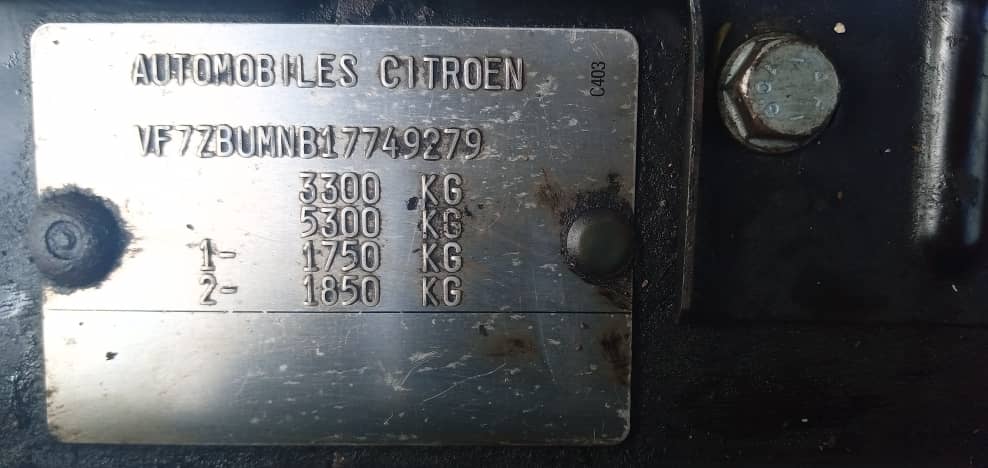 AUTOMOBILES CITROEN
C403
VF7ZBUMNB17749279
3300 KG
5300 KG
1- 1750 KG
2- 1850 KG